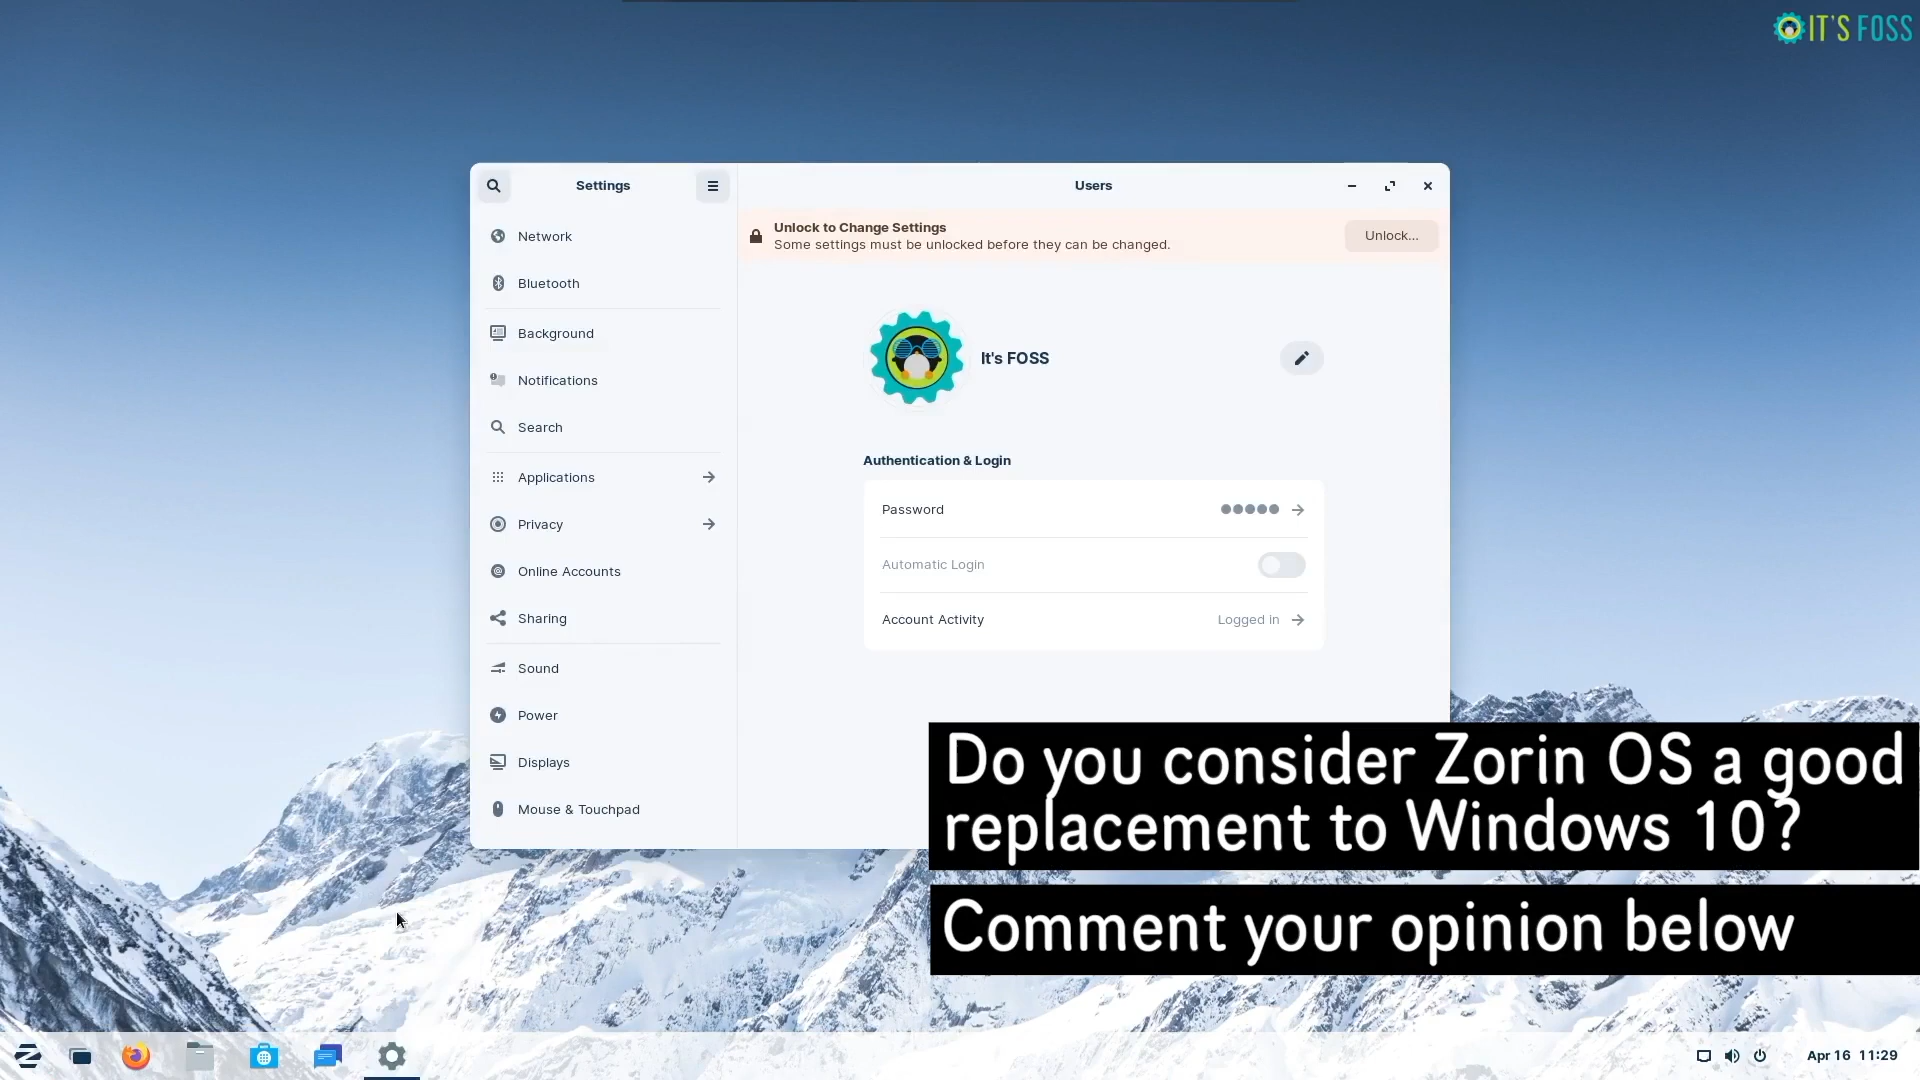 IT'S FOSS
Settings
Users
Network
Bluetooth
Background
Notifications
Search
Applications
Privacy
Online Accounts
Sharing
Sound
Power
Displays
Mouse & Touchpad
Unlock to Change Settings
Some settings must be unlocked before they can be changed.
Unlock...
It's FOSS
Authentication & Login
Password
Automatic Login
Account Activity Logged in
Do you consider Zorin OS a good
replacement to Windows 10?
Comment your opinion below
Apr 16 11:29